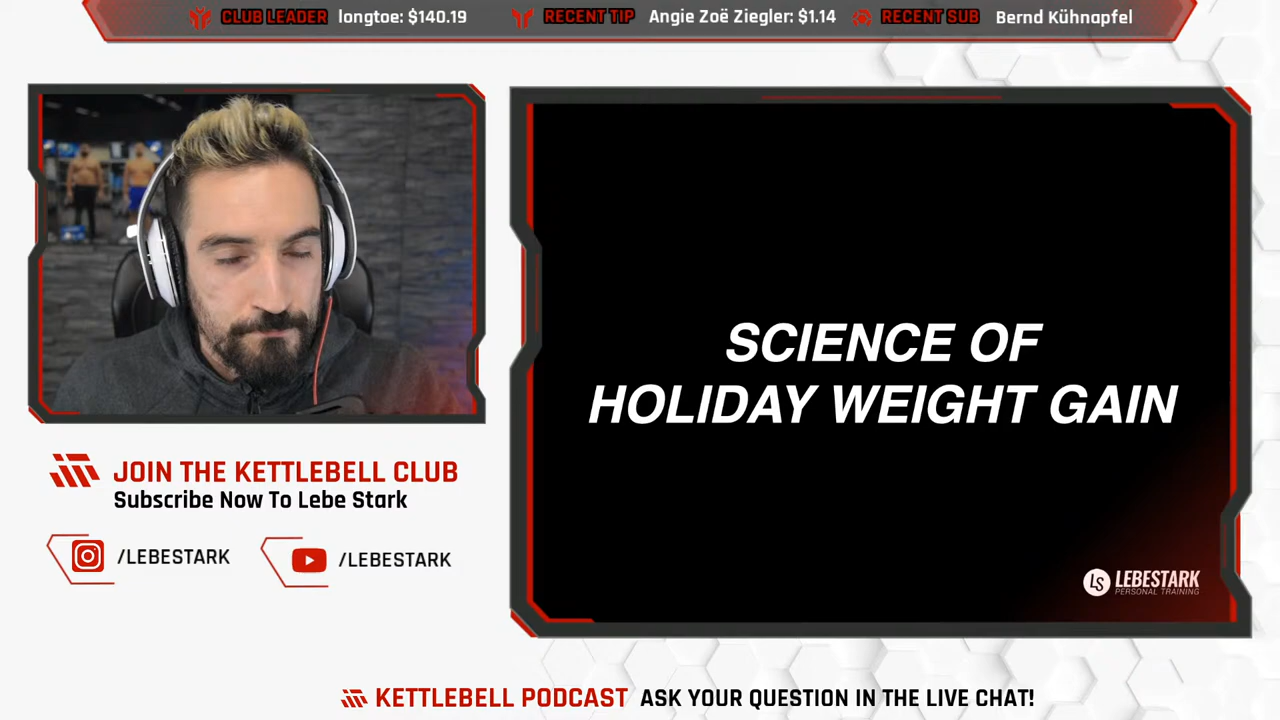 CLUB LEADER longtoe: $140.19 RECENT TIP Angie Zoë Ziegler: $1.14 RECENT SUB Bernd Kühnapfel
SCIENCE OF
HOLIDAY WEIGHT GAIN
JOIN THE KETTLEBELL CLUB
Subscribe Now To Lebe Stark
/LEBESTARK /LEBESTARK
LS LEBESTARK
PERSONAL TRAINING
KETTLEBELL PODCAST ASK YOUR QUESTION IN THE LIVE CHAT!